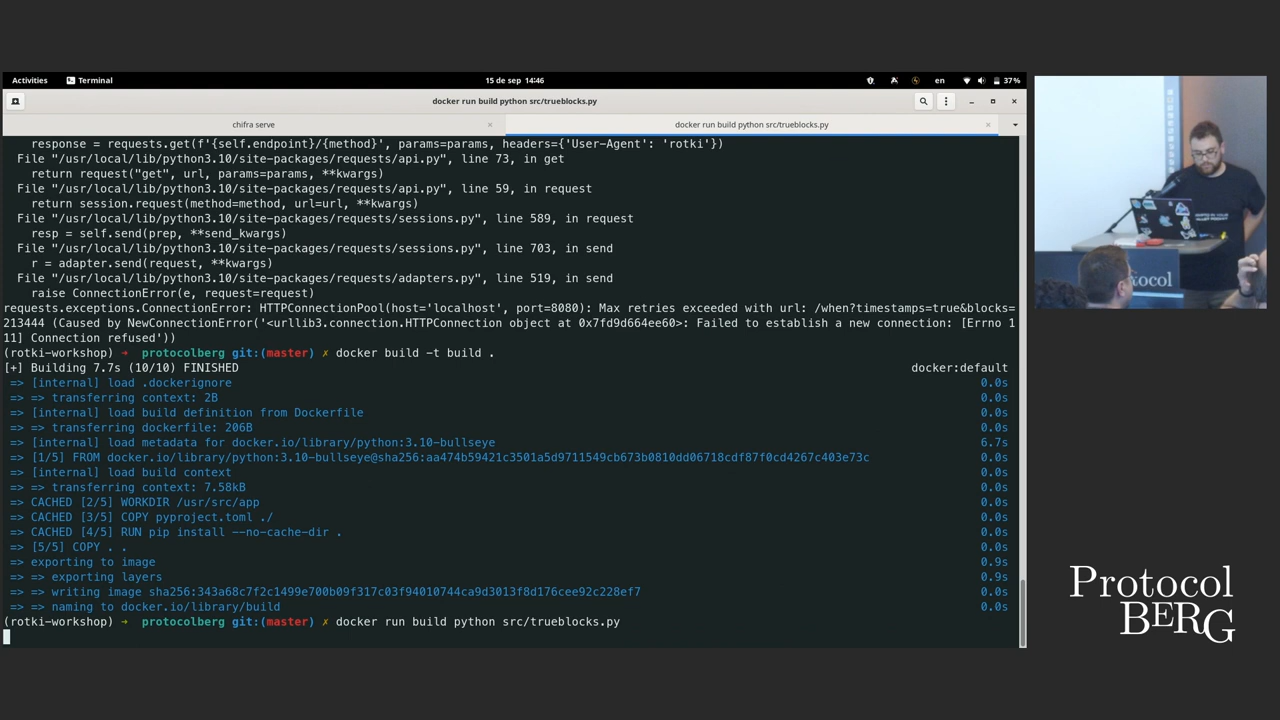 Activities
Terminal
15 de sep 14:46
en
37%
docker run build python src/trueblocks.py
chifra serve
docker run build python src/trueblocks.py
response = requests.get(f'{self.endpoint}/{method}', params=params, headers={'User-Agent': 'rotki'})
File "/usr/local/lib/python3.10/site-packages/requests/api.py", line 73, in get
return request("get", url, params=params, **kwargs)
File "/usr/local/lib/python3.10/site-packages/requests/api.py", line 59, in request
return session.request(method=method, url=url, **kwargs)
File "/usr/local/lib/python3.10/site-packages/requests/sessions.py", line 589, in request
resp = self.send(prep, **send_kwargs)
File "/usr/local/lib/python3.10/site-packages/requests/sessions.py", line 703, in send
r = adapter.send(request, **kwargs)
File "/usr/local/lib/python3.10/site-packages/requests/adapters.py", line 519, in send
raise ConnectionError(e, request=request)
requests.exceptions.ConnectionError: HTTPConnectionPool(host='localhost', port=8080): Max retries exceeded with url: /when?timestamps=true&blocks=
213444 (Caused by NewConnectionError('<urllib3.connection.HTTPConnection object at 0x7fd9d664ee60>: Failed to establish a new connection: [Errno 1
11] Connection refused'))
(rotki-workshop) → protocolberg git:(master) ✗ docker build -t build .
[+] Building 7.7s (10/10) FINISHED docker:default
=> [internal] load .dockerignore 0.0s
=> => transferring context: 2B 0.0s
=> [internal] load build definition from Dockerfile 0.0s
=> => transferring dockerfile: 206B 0.0s
=> [internal] load metadata for docker.io/library/python:3.10-bullseye 6.7s
=> [1/5] FROM docker.io/library/python:3.10-bullseye@sha256:aa474b59421c3501a5d9711549cb673b0810dd06718cdf87f0cd4267c403e73c 0.0s
=> [internal] load build context 0.0s
=> => transferring context: 7.58kB 0.0s
=> CACHED [2/5] WORKDIR /usr/src/app 0.0s
=> CACHED [3/5] COPY pyproject.toml ./ 0.0s
=> CACHED [4/5] RUN pip install --no-cache-dir . 0.0s
=> [5/5] COPY . . 0.0s
=> exporting to image 0.9s
=> => exporting layers 0.9s
=> => writing image sha256:343a68c7f2c1499e700b09f317c03f94010744ca9d3013f8d176cee92c228ef7 0.0s
=> => naming to docker.io/library/build 0.0s
(rotki-workshop) → protocolberg git:(master) ✗ docker run build python src/trueblocks.py
ocol
Protocol
BERG